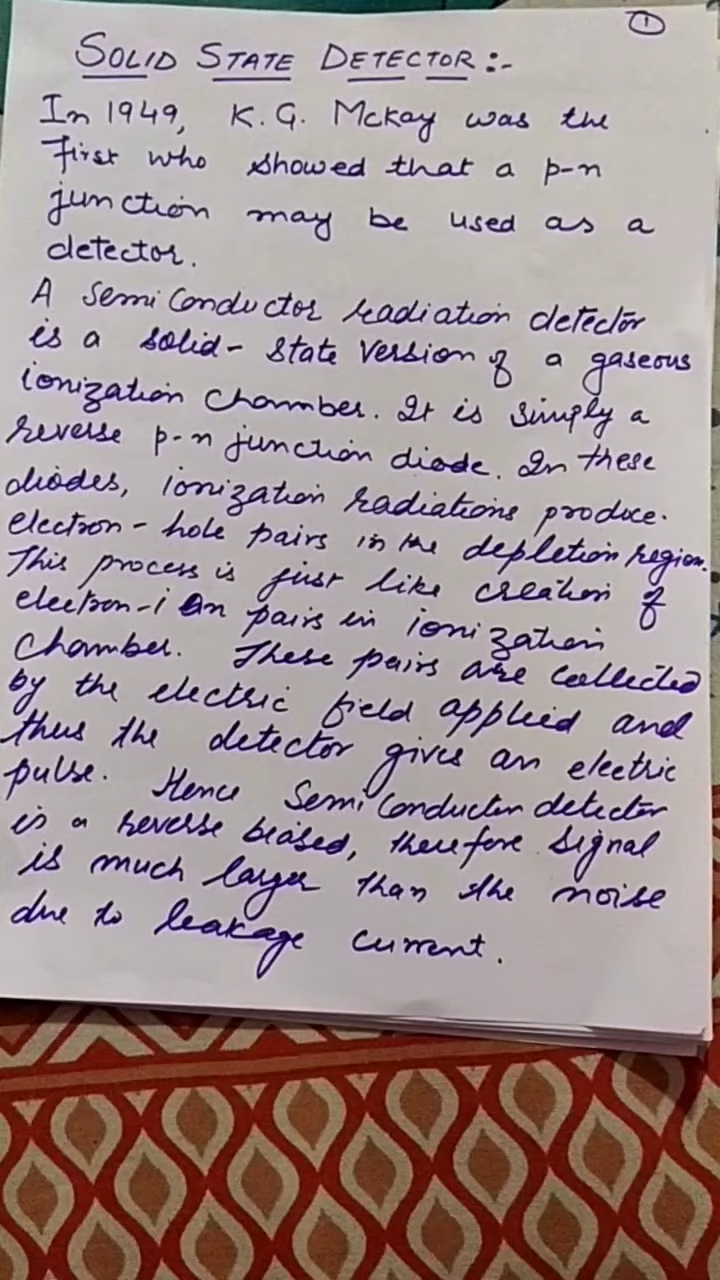 1
SOLID STATE DETECTOR :-
In 1949, K. G. Mckay was the
first who showed that a p-n
junction may be used as a
detector.
A Semi Conductor radiation detector
is a solid- State Version of a gaseous
ionization Chamber. It is simply a
reverse p-n junction diode. In these
diodes, ionization radiations produce.
electron - hole pairs in the depletion region.
This process is just like creation of
electron-ion pairs in ionization
Chamber. These pairs are collected
by the electric field applied and
thus the detector gives an electric
pulse. Hence Semi Conductor detector
is a reverse biased, therefore Signal
is much larger than the noise
due to leakage current.